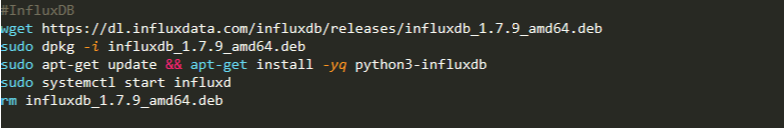 #InfluxDB
wget https://dl.influxdata.com/influxdb/releases/influxdb_1.7.9_amd64.deb
sudo dpkg -i influxdb_1.7.9_amd64.deb
sudo apt-get update && apt-get install -yq python3-influxdb
sudo systemctl start influxd
rm influxdb_1.7.9_amd64.deb